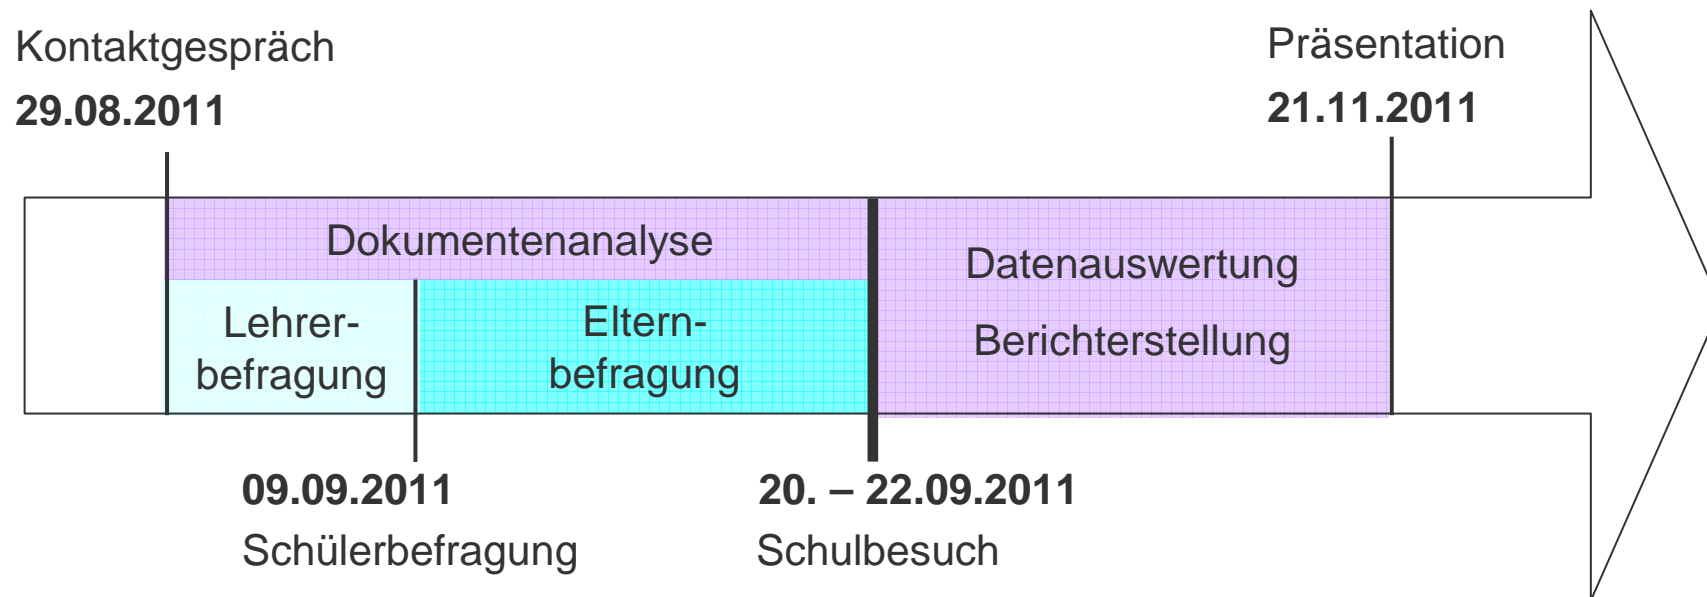 Kontaktgespräch
29.08.2011
Präsentation
21.11.2011
Dokumentenanalyse
Lehrer-
befragung
Eltern-
befragung
Datenauswertung
Berichterstellung
09.09.2011
Schülerbefragung
20. – 22.09.2011
Schulbesuch